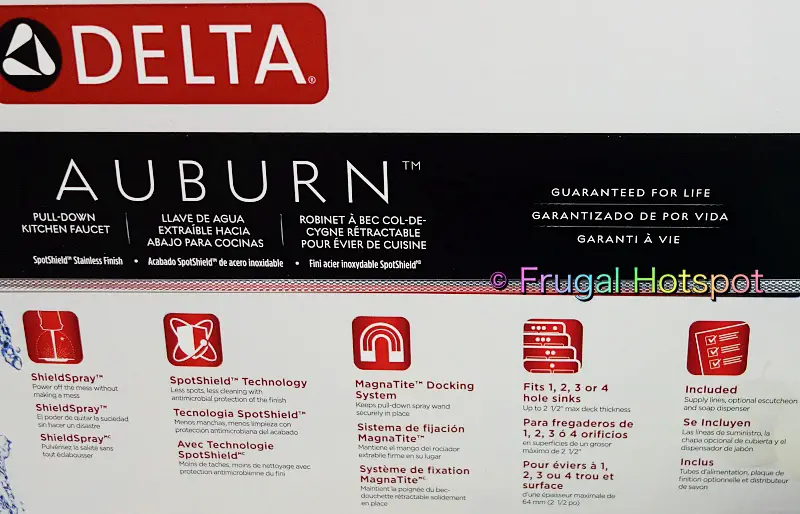 DELTA®
AUBURN™
PULL-DOWN
KITCHEN FAUCET
LLAVE DE AGUA
EXTRAÍBLE HACIA
ABAJO PARA COCINAS
ROBINET À BEC COL-DE-
CYGNE RÉTRACTABLE
POUR ÉVIER DE CUISINE
SpotShield™ Stainless Finish • Acabado SpotShield™ de acero inoxidable • Fini acier inoxydable SpotShield MC
GUARANTEED FOR LIFE
GARANTIZADO DE POR VIDA
GARANTI À VIE
© Frugal Hotspot
ShieldSpray™
Power off the mess without
making a mess
ShieldSpray™
El poder de quitar la suciedad
sin hacer un disastre
ShieldSpray MC
Pulvérisez la saleté sans
tout éclabousser
SpotShield™ Technology
Less spots, less cleaning with
antimicrobial protection of the finish
Tecnologia SpotShield™
Menos manchas, menos limpieza con
protección antimicrobiana del acabado
Avec Technologie
SpotShield MC
Moins de taches, moins de nettoyage avec
protection antimicrobienne du fini
MagnaTite™ Docking
System
Keeps pull-down spray wand
securely in place
Sistema de fijación
MagnaTite™
Mantiene el mango del rociador
extraible firme en su lugar
Système de fixation
MagnaTite MC
Maintient la poignée du bec-
douchette rétractable solidement
en place
Fits 1, 2, 3 or 4
hole sinks
Up to 2 1/2" max deck thickness
Para fregaderos de
1, 2, 3 ó 4 orificios
en superficies de un grosor
máximo de 2 1/2"
Pour éviers à 1,
2, 3 ou 4 trou et
surface
d'une épaisseur maximale de
64 mm (2 1/2 po)
Included
Supply lines, optional escutcheon
and soap dispenser
Se Incluyen
Las líneas de suministro, la
chapa opcional de cubierta y el
dispensador de jabón
Inclus
Tubes d'alimentation, plaque de
finition optionnelle et distributeur
de savon